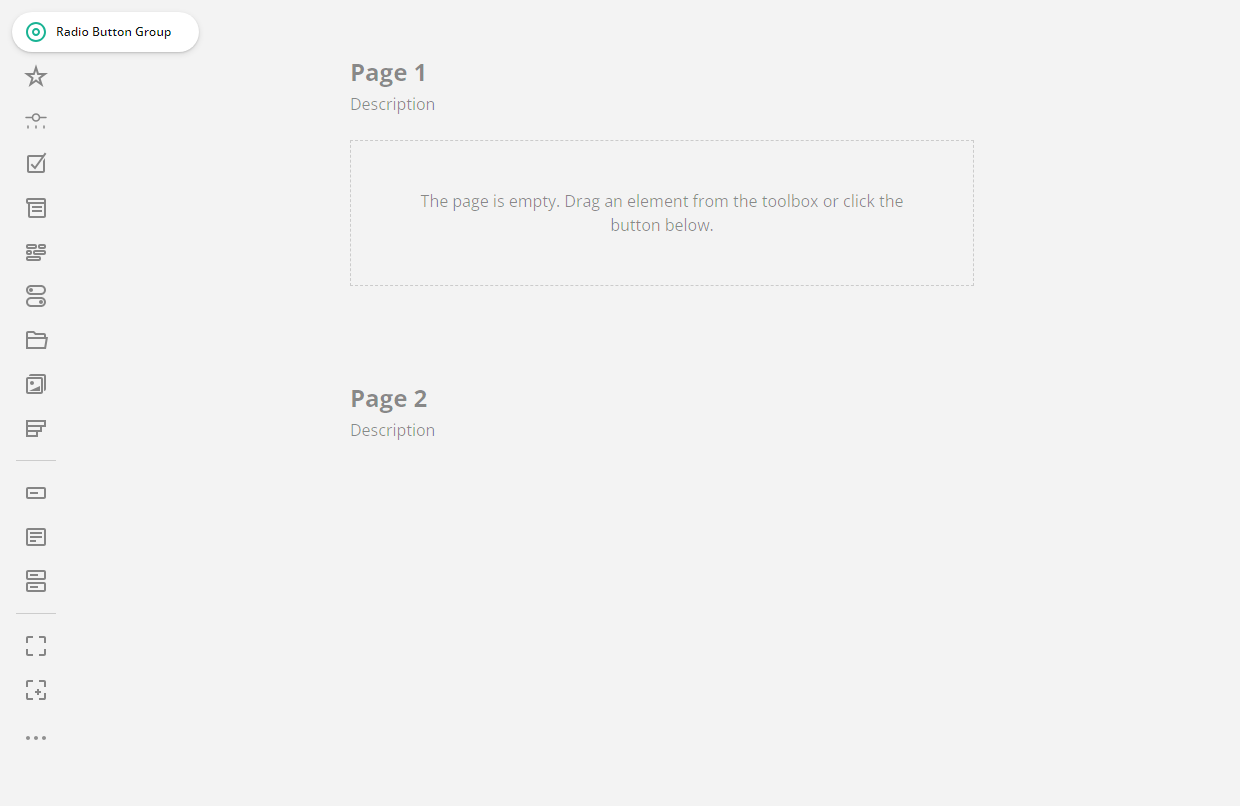 Radio Button Group
Page 1
Description
The page is empty. Drag an element from the toolbox or click the
button below.
Page 2
Description